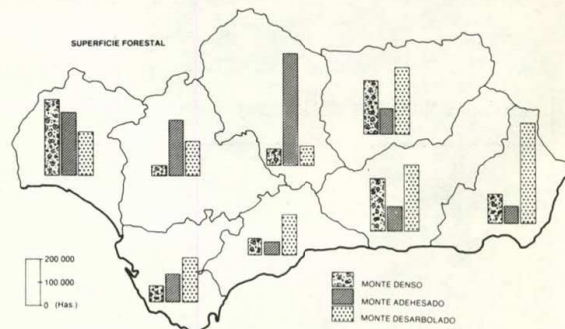 SUPERFICIE FORESTAL
200 000
100 000
0 (Has.)
MONTE DENSO
MONTE ADEHESADO
MONTE DESARBOLADO